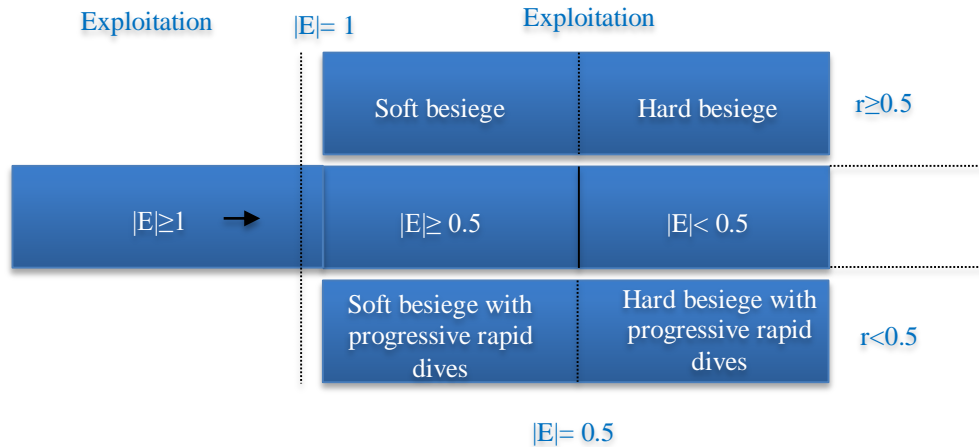 Exploitation
|E|= 1
Exploitation
Soft besiege
Hard besiege
r≥0.5
|E|≥1
|E|≥ 0.5
|E|< 0.5
Soft besiege with
progressive rapid
dives
Hard besiege with
progressive rapid
dives
r<0.5
|E|= 0.5